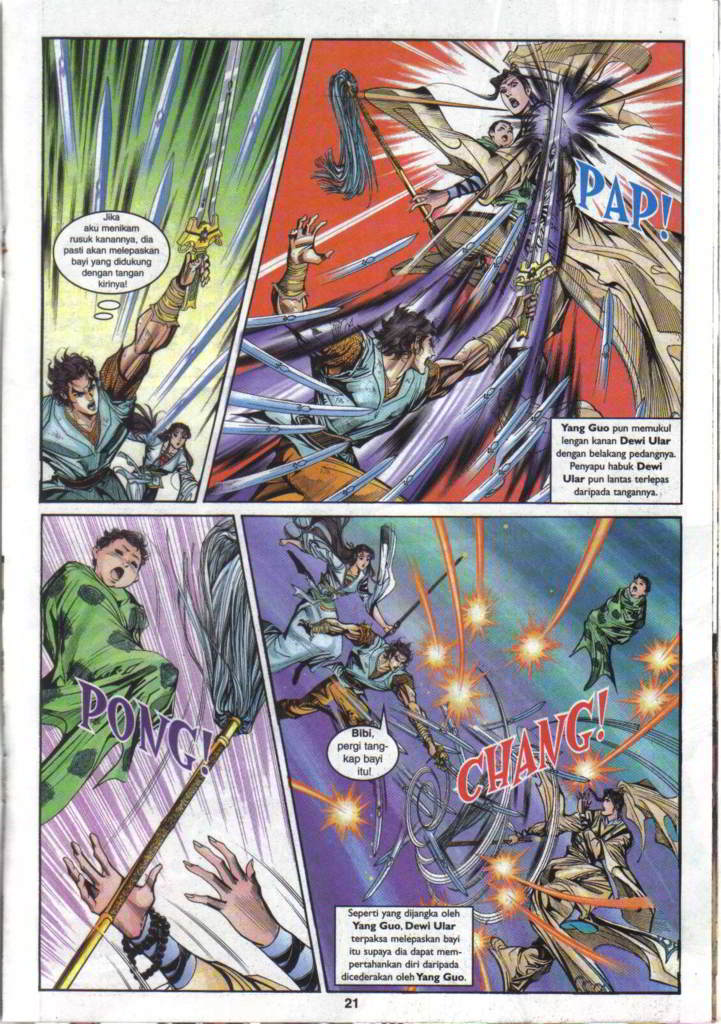 Jika
aku menikam
rusuk kanannya, dia
pasti akan melepaskan
bayi yang didukung
dengan tangan
kirinya!
PAP!
Yang Guo pun memukul
lengan kanan Dewi Ular
dengan belakang pedangnya.
Penyapu habuk Dewi
Ular pun lantas terlepas
daripada tangannya.
PONG!
Bibi,
pergi tang-
kap bayi
itu!
CHANG!
Seperti yang dijangka oleh
Yang Guo, Dewi Ular
terpaksa melepaskan bayi
itu supaya dia dapat mem-
pertahankan diri daripada
dicederakan oleh Yang Guo.
21